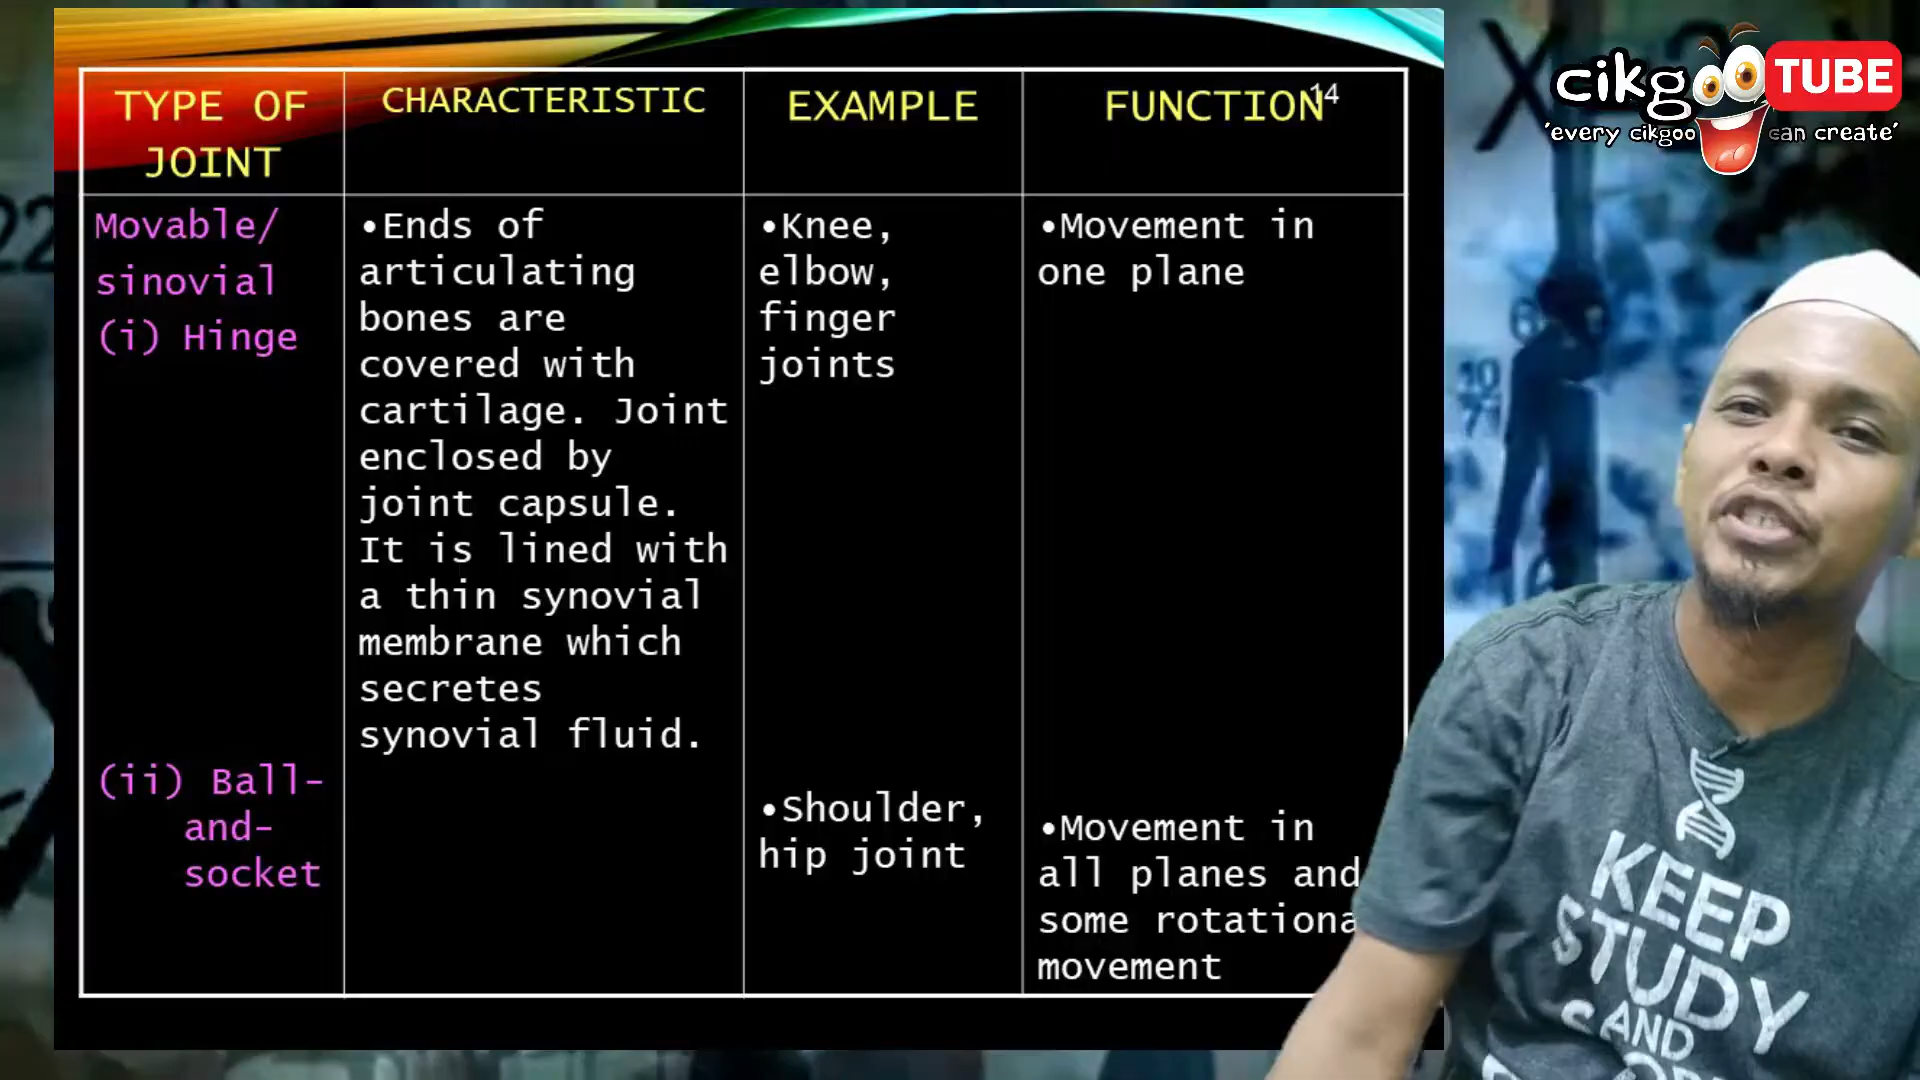 TYPE OF
JOINT
CHARACTERISTIC
EXAMPLE
FUNCTION
14
Movable/
sinovial
(i) Hinge
•Ends of
articulating
bones are
covered with
cartilage. Joint
enclosed by
joint capsule.
It is lined with
a thin synovial
membrane which
secretes
synovial fluid.
•Knee,
elbow,
finger
joints
•Movement in
one plane
(ii) Ball-
and-
socket
•Shoulder,
hip joint
•Movement in
all planes and
some rotationa
movement
cikgoo TUBE
'every cikgoo can create'
KEEP
STUDY
AND
22
X